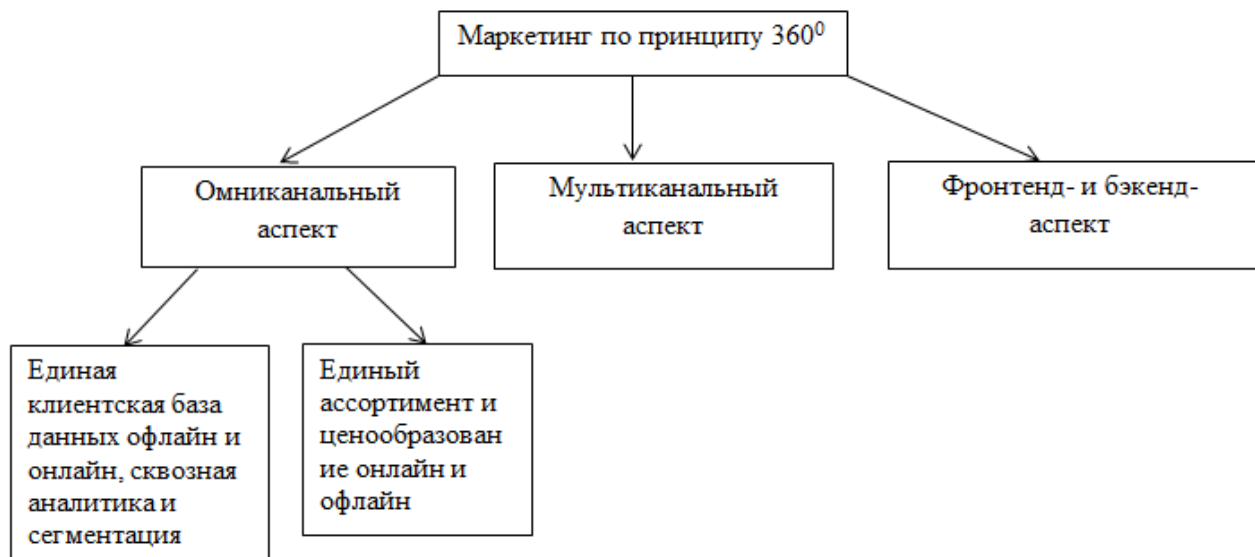 Маркетинг по принципу 360⁰
Омниканальный
аспект
Мультиканальный
аспект
Фронтенд- и бэкенд-
аспект
Единая
клиентская база
данных офлайн и
онлайн, сквозная
аналитика и
сегментация
Единый
ассортимент и
ценообразован
ие онлайн и
офлайн